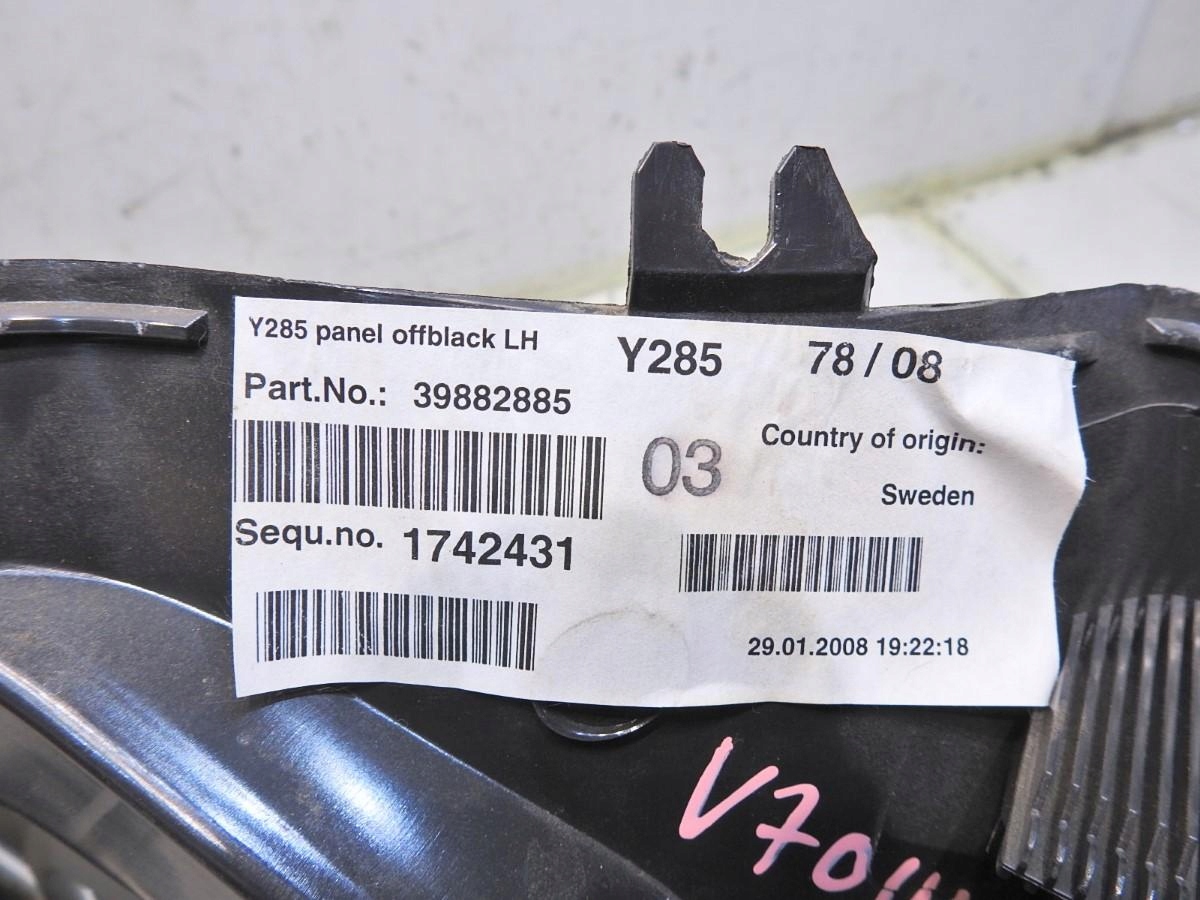 Y285 panel offblack LH
Y285 78 / 08
Part.No.: 39882885
03
Country of origin:
Sweden
Sequ.no. 1742431
29.01.2008 19:22:18